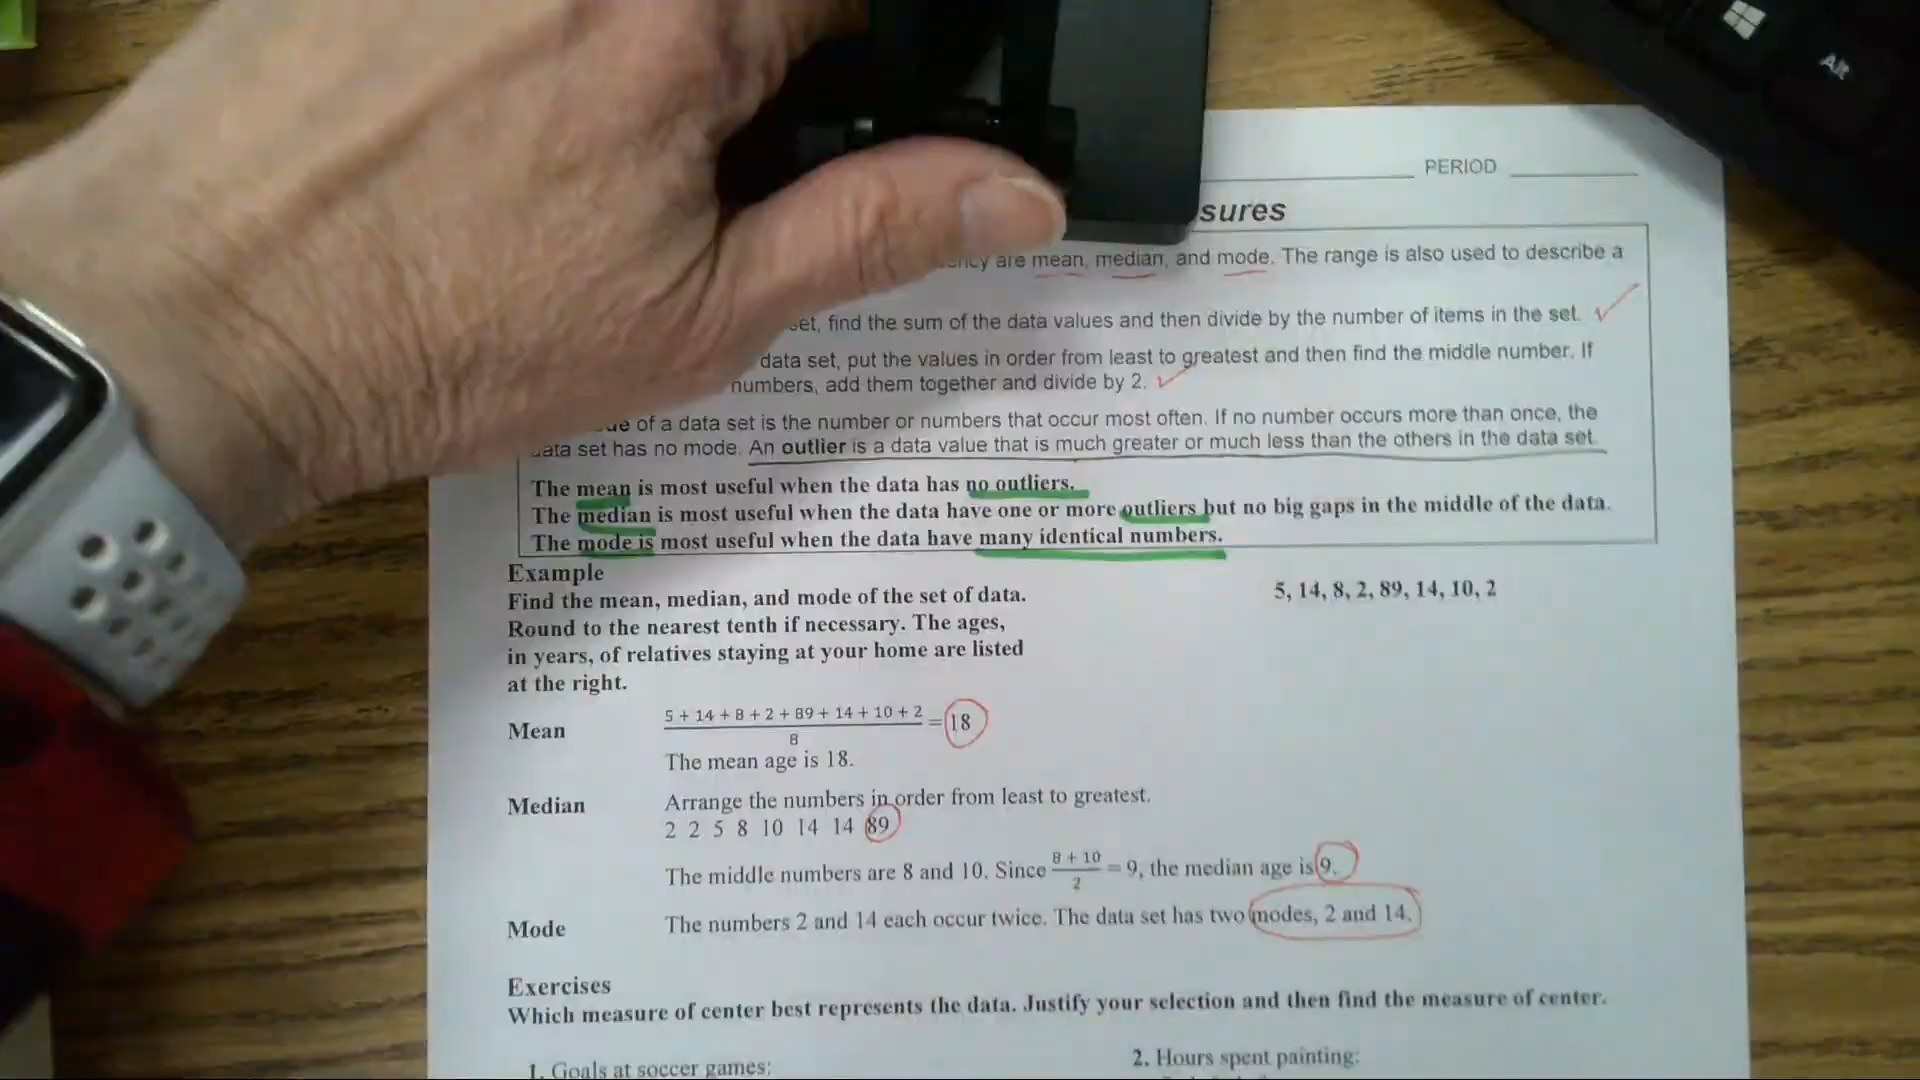 Alt
PERIOD
sures
are mean, median, and mode. The range is also used to describe a
set, find the sum of the data values and then divide by the number of items in the set.
data set, put the values in order from least to greatest and then find the middle number. If
numbers, add them together and divide by 2.
of a data set is the number or numbers that occur most often. If no number occurs more than once, the
data set has no mode. An outlier is a data value that is much greater or much less than the others in the data set.
The mean is most useful when the data has no outliers.
The median is most useful when the data have one or more outliers but no big gaps in the middle of the data.
The mode is most useful when the data have many identical numbers.
Example
Find the mean, median, and mode of the set of data.
5, 14, 8, 2, 89, 14, 10, 2
Round to the nearest tenth if necessary. The ages,
in years, of relatives staying at your home are listed
at the right.
Mean
5 + 14 + 8 + 2 + 89 + 14 + 10 + 2
8
= 18
The mean age is 18.
Median
Arrange the numbers in order from least to greatest.
2 2 5 8 10 14 14 89
The middle numbers are 8 and 10. Since 8 + 10 / 2 = 9, the median age is 9.
Mode
The numbers 2 and 14 each occur twice. The data set has two modes, 2 and 14.
Exercises
Which measure of center best represents the data. Justify your selection and then find the measure of center.
1. Goals at soccer games:
2. Hours spent painting: